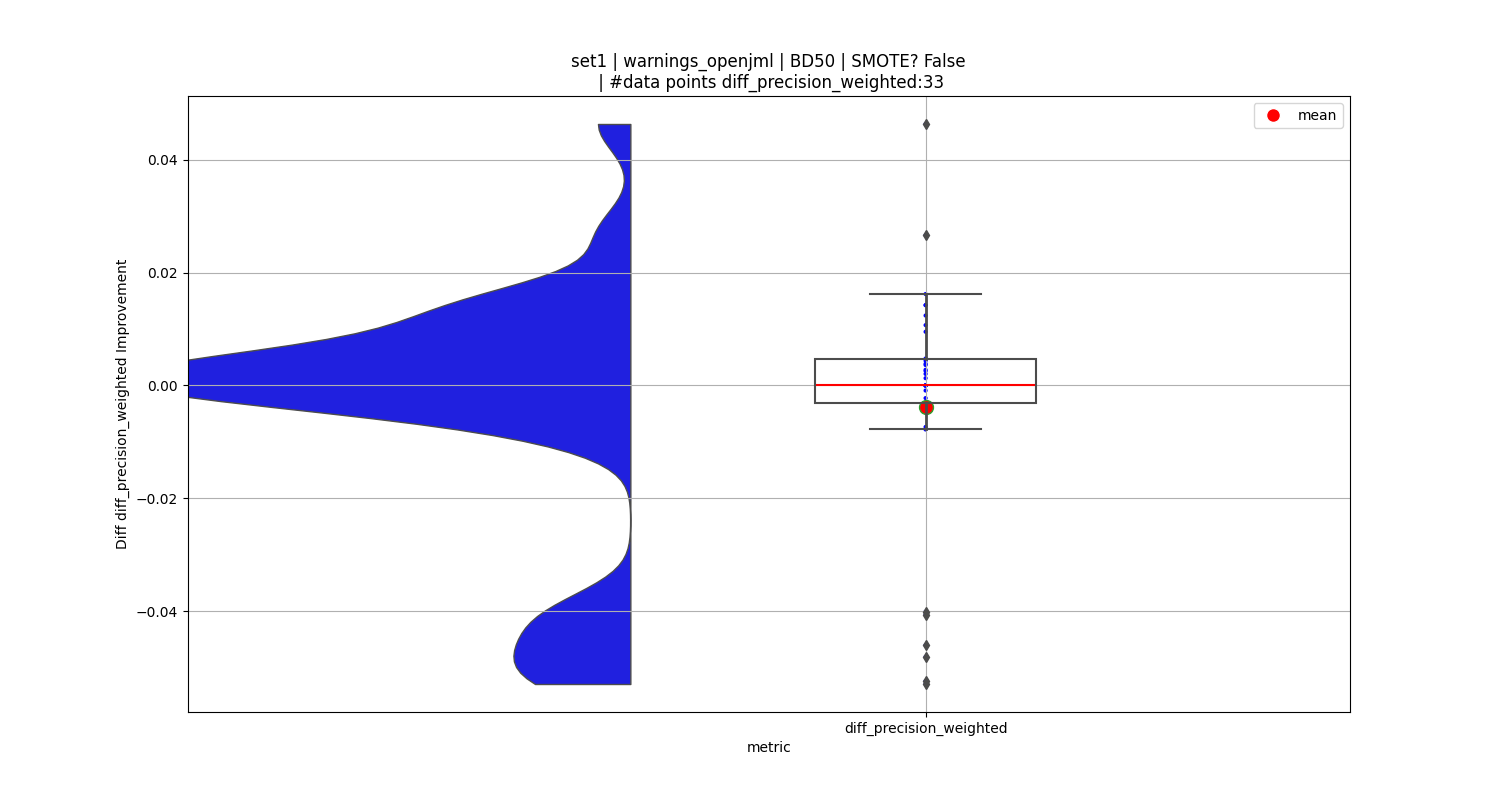 set1 | warnings_openjml | BD50 | SMOTE? False
| #data points diff_precision_weighted:33
mean
Diff diff_precision_weighted Improvement
0.04
0.02
0.00
−0.02
−0.04
diff_precision_weighted
metric